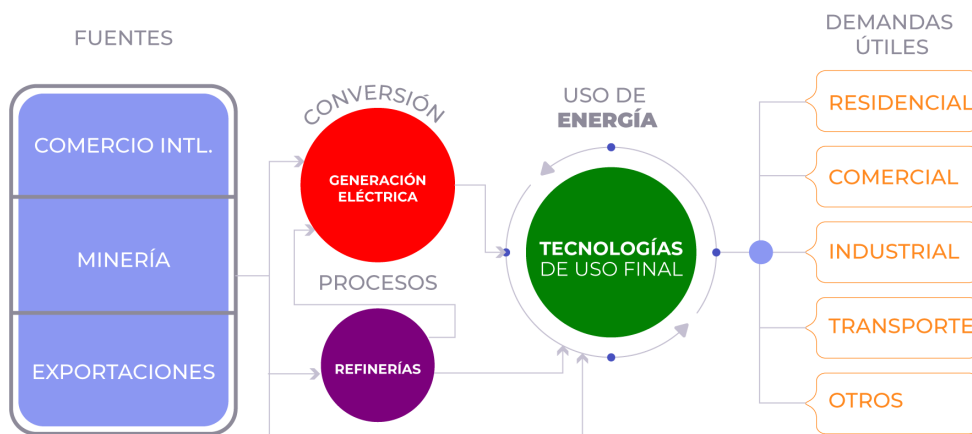 FUENTES
COMERCIO INTL.
MINERÍA
EXPORTACIONES
CONVERSIÓN
GENERACIÓN
ELÉCTRICA
PROCESOS
REFINERÍAS
USO DE
ENERGÍA
TECNOLOGÍAS
DE USO FINAL
DEMANDAS
ÚTILES
RESIDENCIAL
COMERCIAL
INDUSTRIAL
TRANSPORTE
OTROS